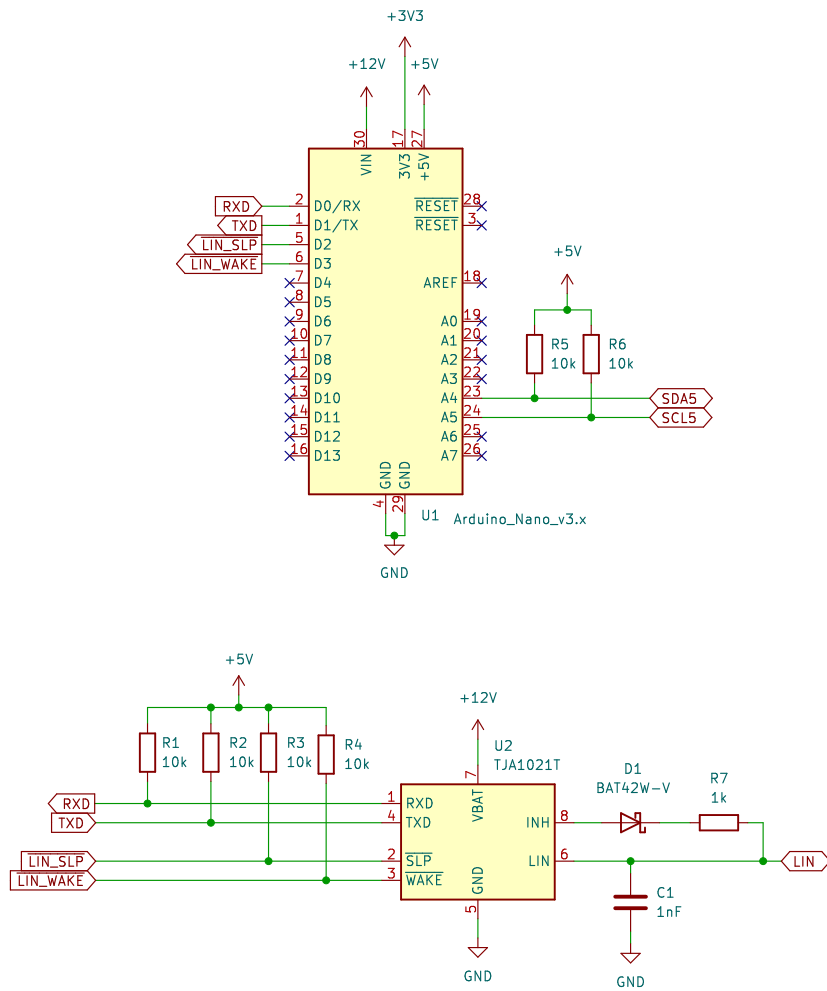 +3V3
+12V
+5V
30
17
27
VIN
3V3
+5V
RXD
2
D0/RX
RESET
28
TXD
1
D1/TX
RESET
3
LIN_SLP
5
D2
LIN_WAKE
6
D3
+5V
7
D4
AREF
18
8
D5
9
D6
A0
19
10
D7
A1
20
R5
10k
R6
10k
11
D8
A2
21
12
D9
A3
22
13
D10
A4
23
SDA5
14
D11
A5
24
SCL5
15
D12
A6
25
16
D13
A7
26
GND
GND
4
29
U1
Arduino_Nano_v3.x
GND
+5V
+12V
R1
10k
R2
10k
R3
10k
R4
10k
U2
TJA1021T
7
VBAT
D1
BAT42W-V
R7
1k
RXD
1
RXD
TXD
4
TXD
INH
8
LIN_SLP
2
SLP
LIN
6
LIN
LIN_WAKE
3
WAKE
GND
5
C1
1nF
GND
GND